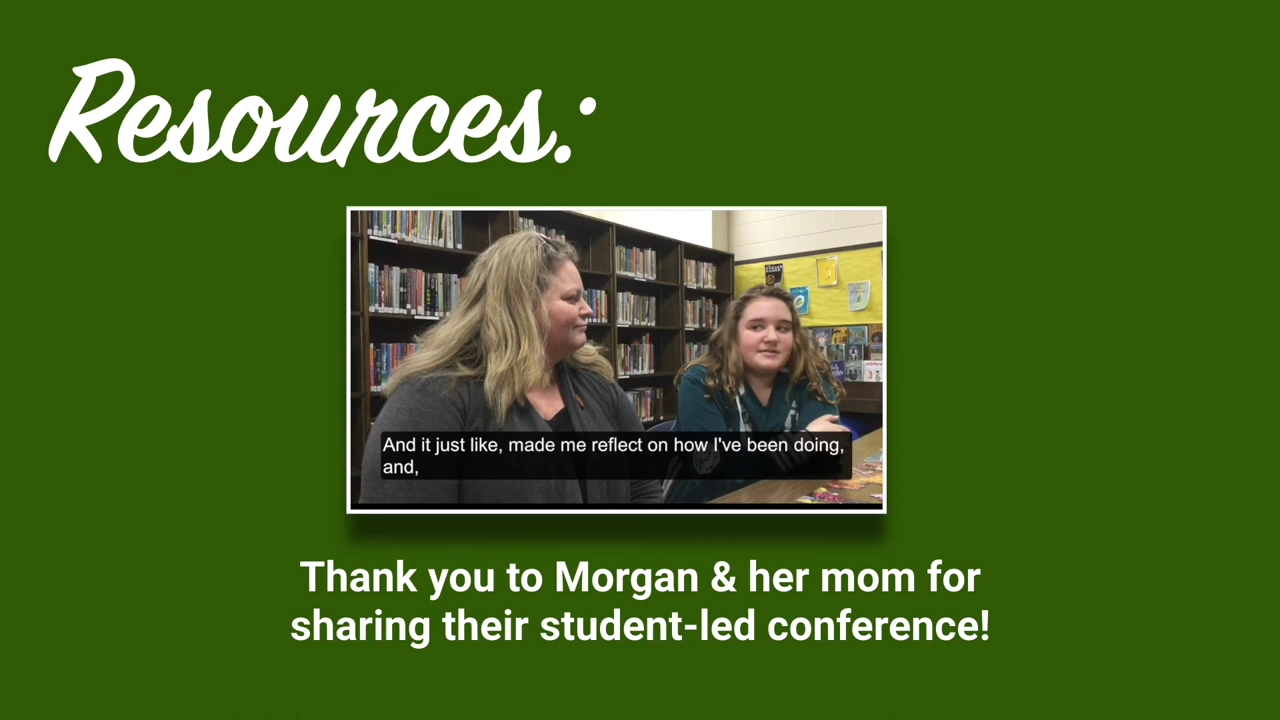 Resources:
And it just like, made me reflect on how I've been doing,
and,
Thank you to Morgan & her mom for
sharing their student-led conference!